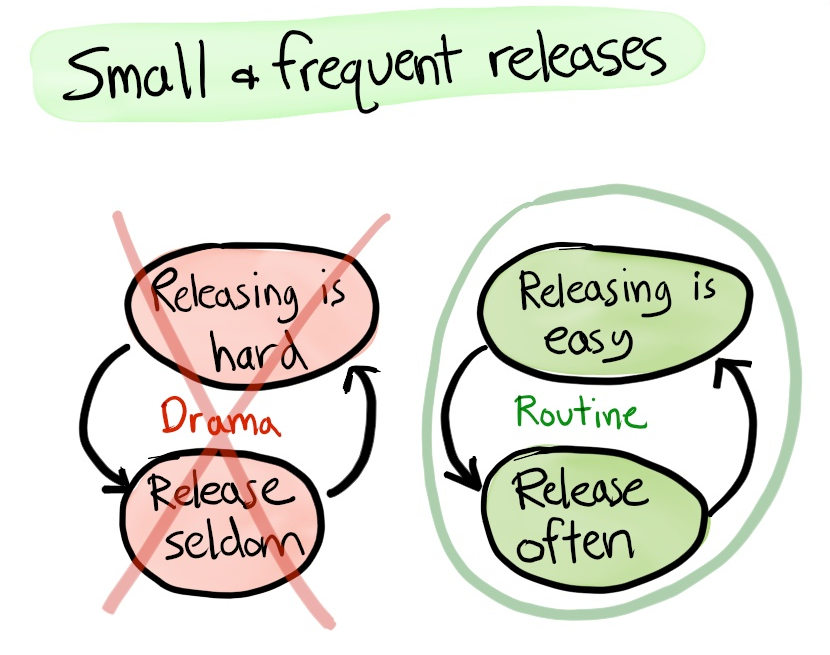 Small & frequent releases
Releasing is
hard
Drama
Release
seldom
Releasing is
easy
Routine
Release
often